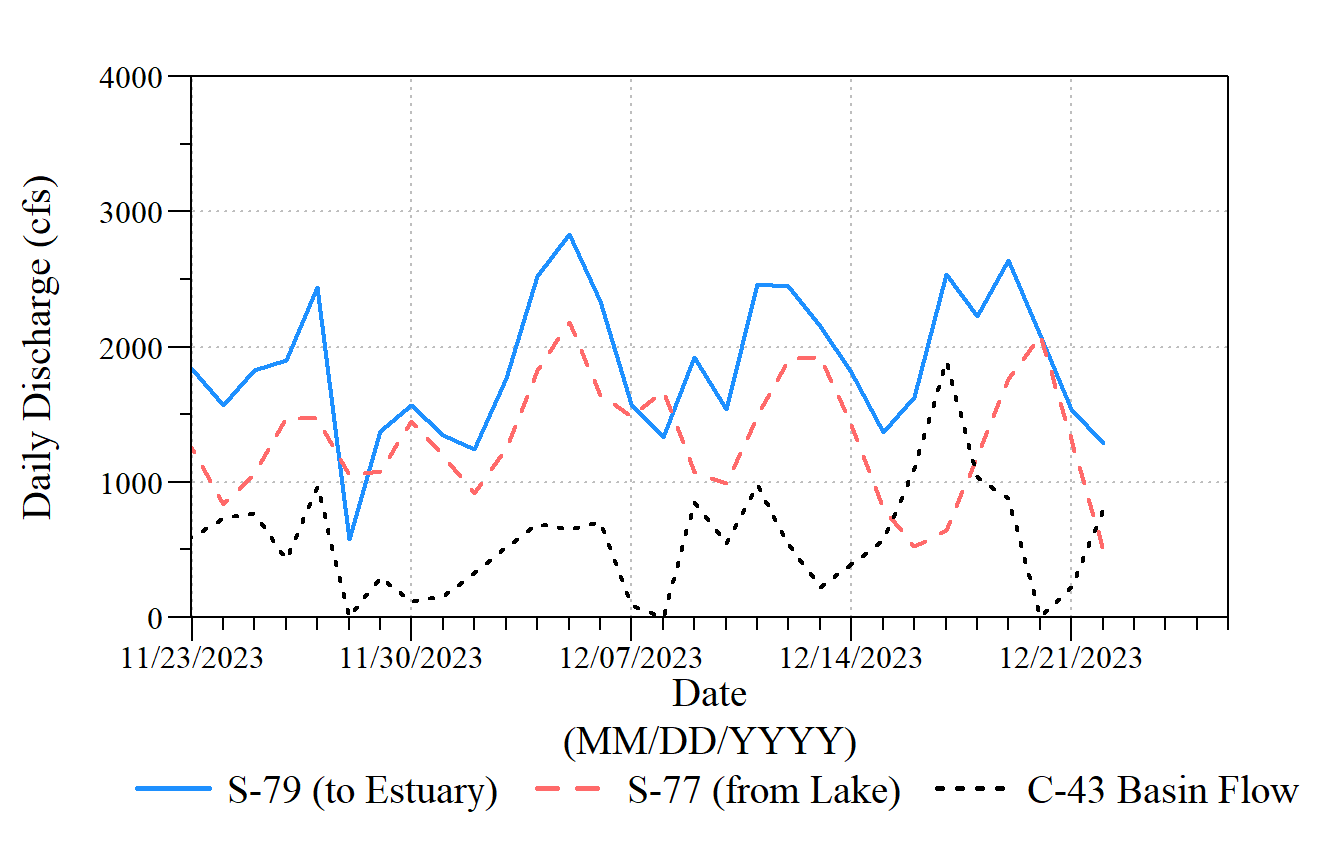 4000
3000
2000
1000
0
Daily Discharge (cfs)
11/23/2023 11/30/2023 12/07/2023 12/14/2023 12/21/2023
Date
(MM/DD/YYYY)
S-79 (to Estuary) S-77 (from Lake) C-43 Basin Flow